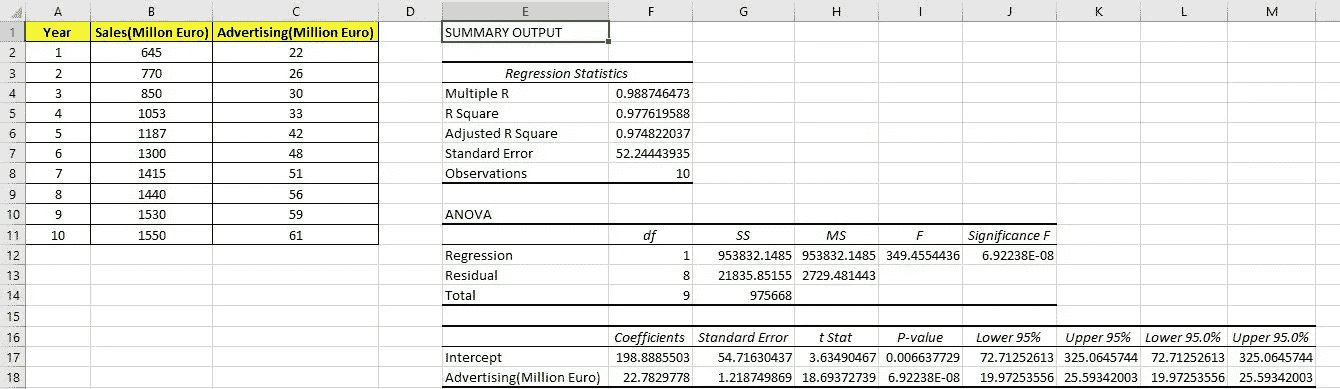 A B C D E F G H I J K L M
1 Year Sales(Millon Euro) Advertising(Million Euro) SUMMARY OUTPUT
2 1 645 22
3 2 770 26 Regression Statistics
4 3 850 30 Multiple R 0.988746473
5 4 1053 33 R Square 0.977619588
6 5 1187 42 Adjusted R Square 0.974822037
7 6 1300 48 Standard Error 52.24443935
8 7 1415 51 Observations 10
9 8 1440 56
10 9 1530 59 ANOVA
11 10 1550 61 df SS MS F Significance F
12 Regression 1 953832.1485 953832.1485 349.4554436 6.92238E-08
13 Residual 8 21835.85155 2729.481443
14 Total 9 975668
15
16 Coefficients Standard Error t Stat P-value Lower 95% Upper 95% Lower 95.0% Upper 95.0%
17 Intercept 198.8885503 54.71630437 3.63490467 0.006637729 72.71252613 325.0645744 72.71252613 325.0645744
18 Advertising(Million Euro) 22.7829778 1.218749869 18.69372739 6.92238E-08 19.97253556 25.59342003 19.97253556 25.59342003